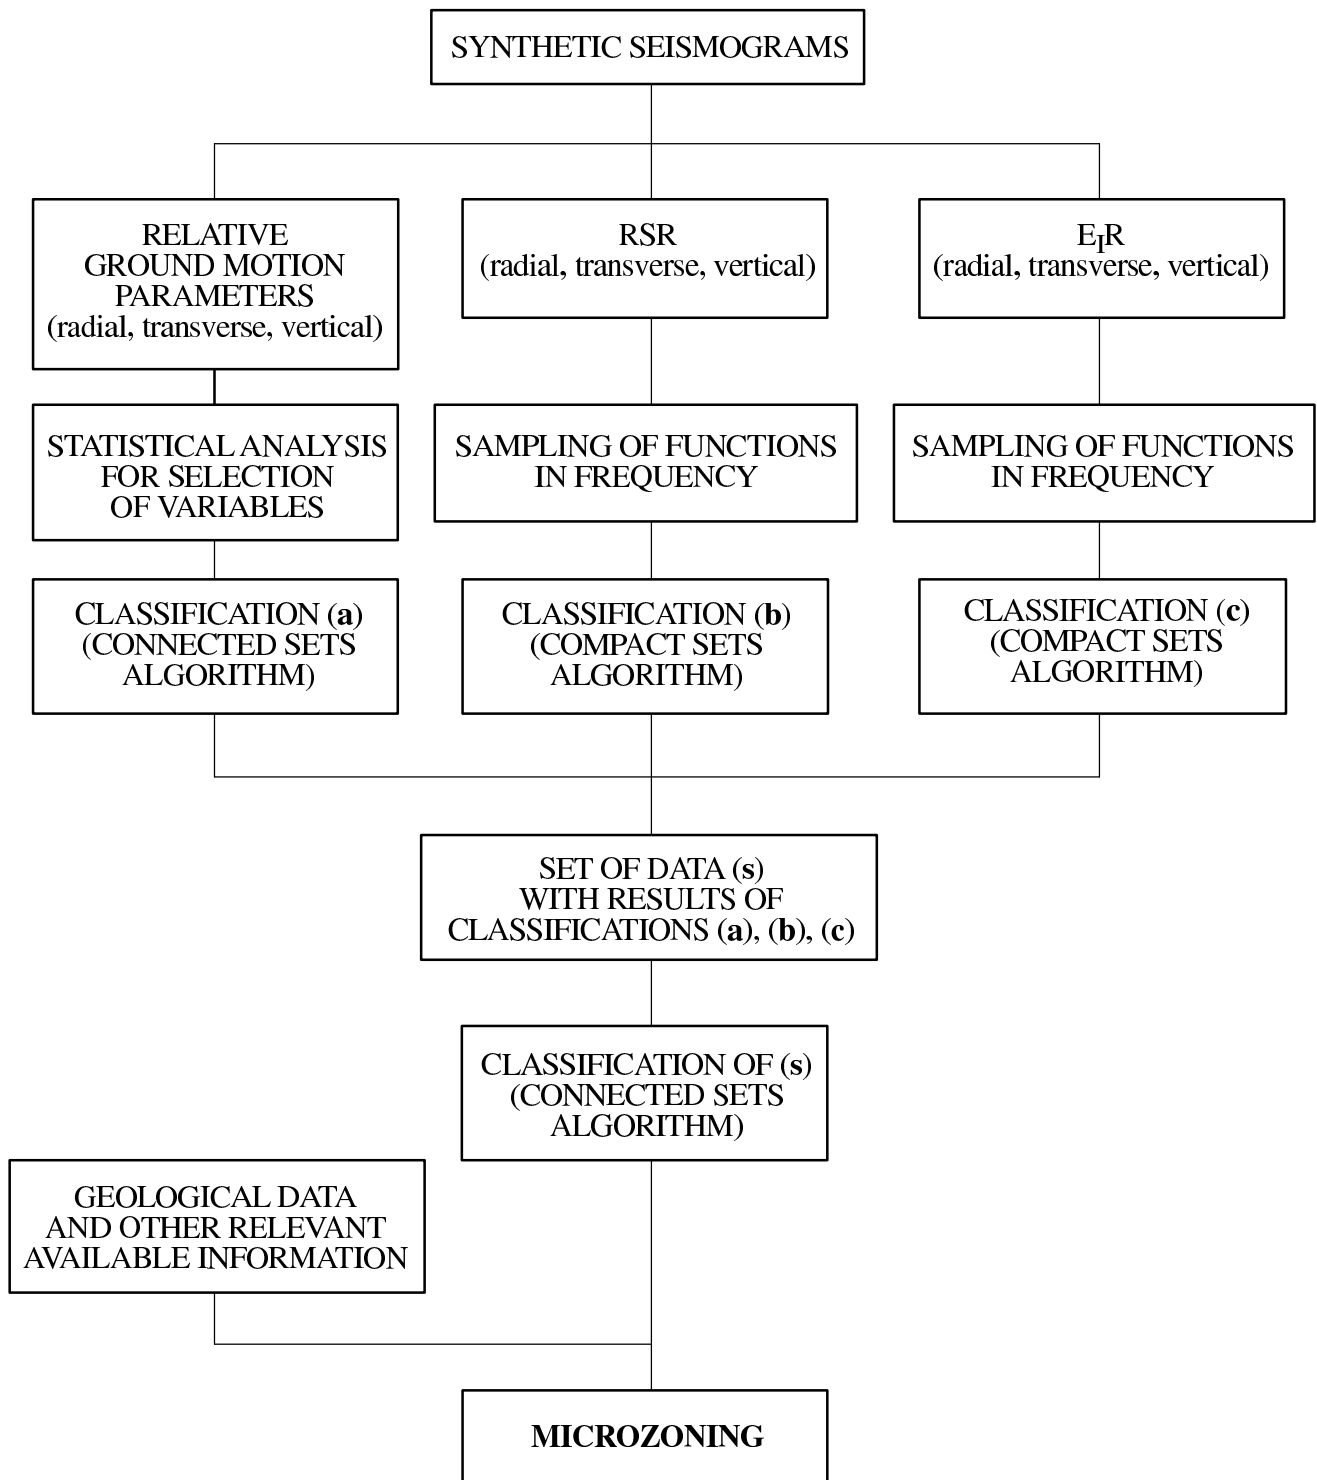 SYNTHETIC SEISMOGRAMS
RELATIVE
GROUND MOTION
PARAMETERS
(radial, transverse, vertical)
RSR
(radial, transverse, vertical)
EIR
(radial, transverse, vertical)
STATISTICAL ANALYSIS
FOR SELECTION
OF VARIABLES
SAMPLING OF FUNCTIONS
IN FREQUENCY
SAMPLING OF FUNCTIONS
IN FREQUENCY
CLASSIFICATION (a)
(CONNECTED SETS
ALGORITHM)
CLASSIFICATION (b)
(COMPACT SETS
ALGORITHM)
CLASSIFICATION (c)
(COMPACT SETS
ALGORITHM)
SET OF DATA (s)
WITH RESULTS OF
CLASSIFICATIONS (a), (b), (c)
CLASSIFICATION OF (s)
(CONNECTED SETS
ALGORITHM)
GEOLOGICAL DATA
AND OTHER RELEVANT
AVAILABLE INFORMATION
MICROZONING